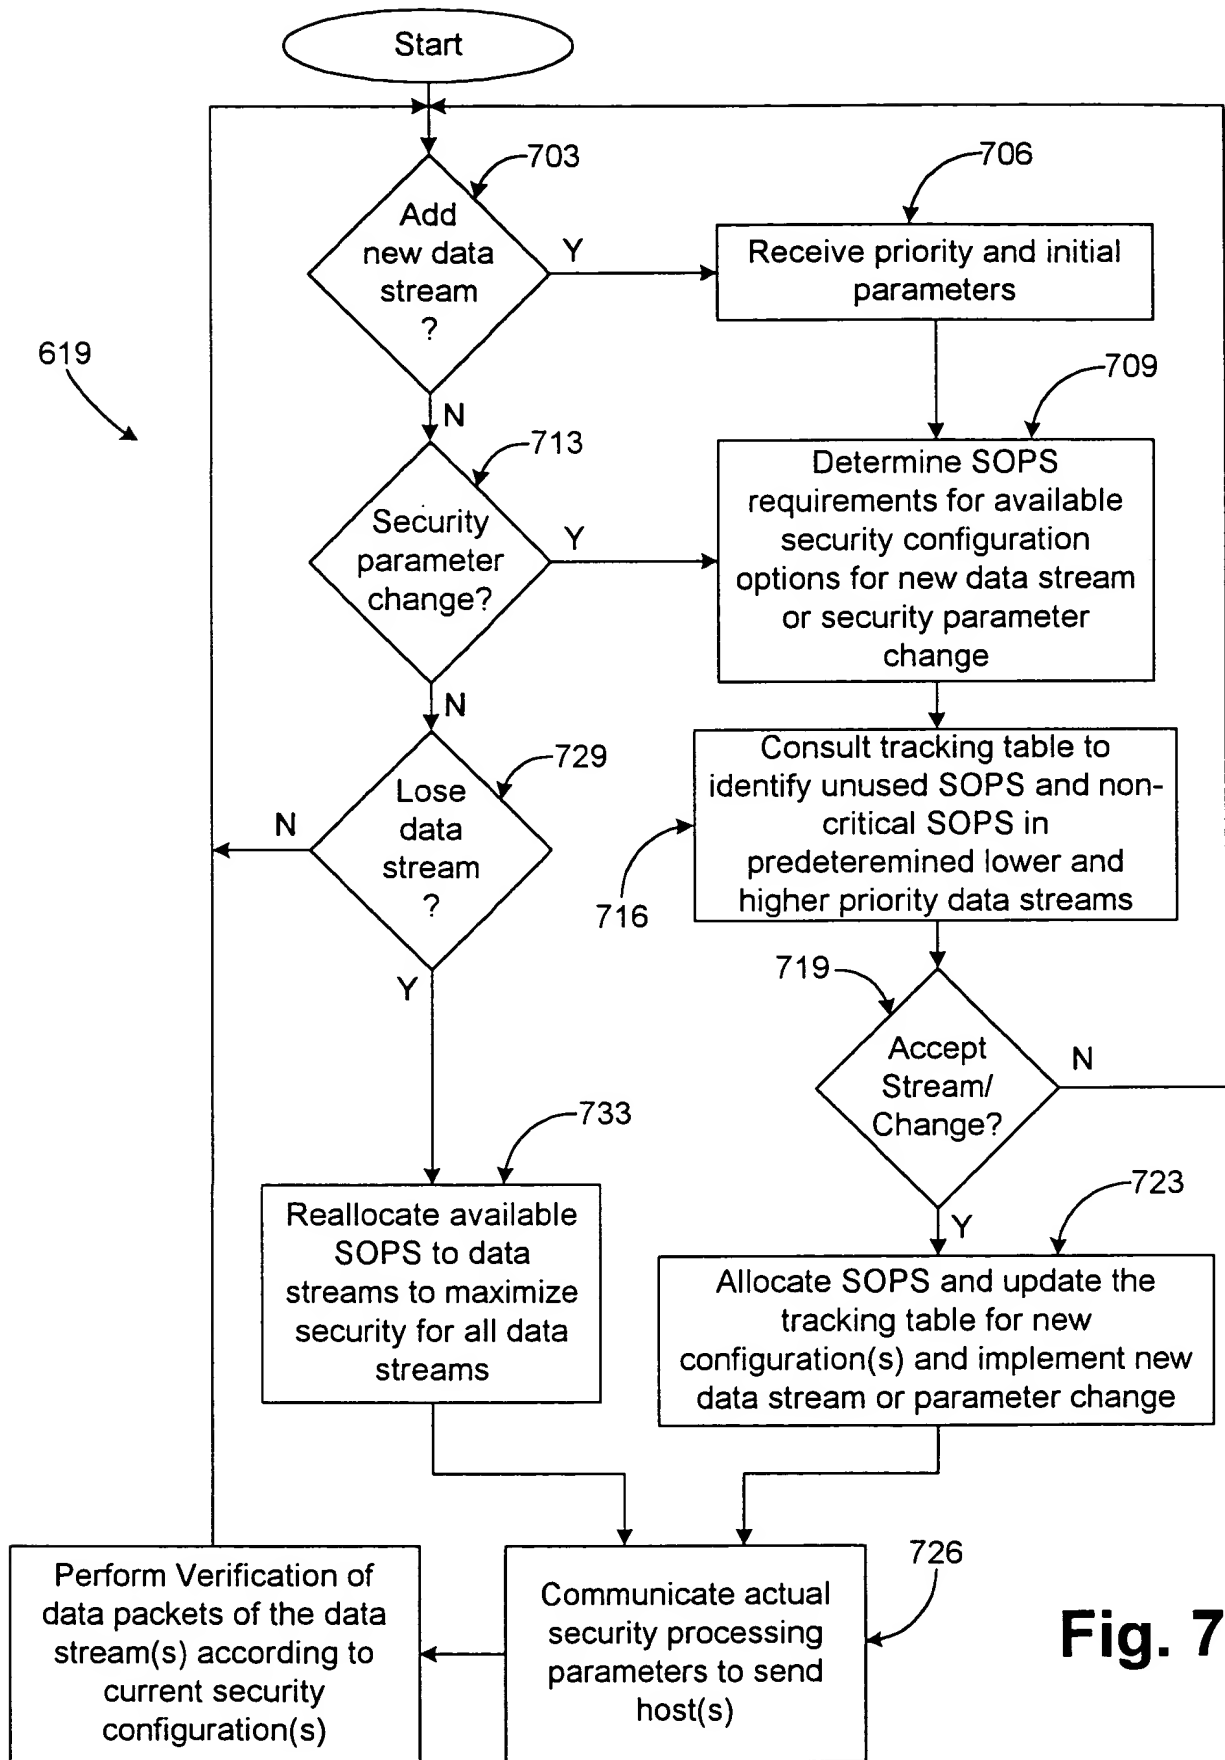 Start
703
Add
new data
stream
?
Y
N
706
Receive priority and initial
parameters
619
709
Determine SOPS
requirements for available
security configuration
options for new data stream
or security parameter
change
713
Security
parameter
change?
Y
N
729
Lose
data
stream
?
N
Y
Consult tracking table to
identify unused SOPS and non-
critical SOPS in
predeteremined lower and
higher priority data streams
716
719
Accept
Stream/
Change?
N
Y
733
Reallocate available
SOPS to data
streams to maximize
security for all data
streams
723
Allocate SOPS and update the
tracking table for new
configuration(s) and implement new
data stream or parameter change
Perform Verification of
data packets of the data
stream(s) according to
current security
configuration(s)
Communicate actual
security processing
parameters to send
host(s)
726
Fig. 7